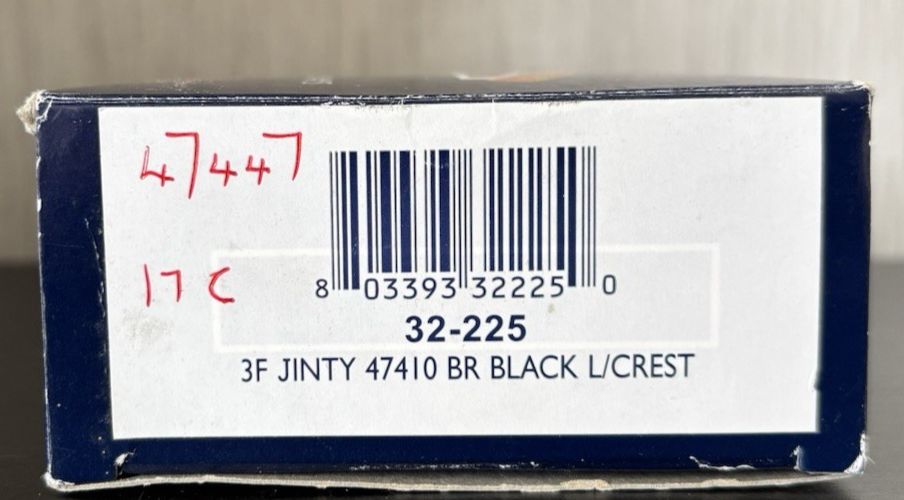 47447
17C
8 03393 32225 0
32-225
3F JINTY 47410 BR BLACK L/CREST